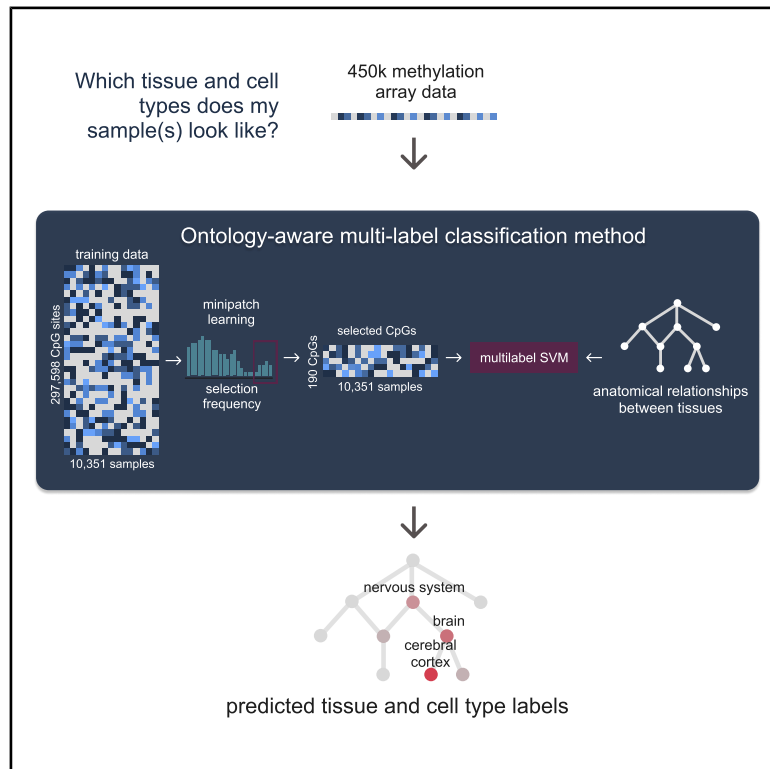 Which tissue and cell
types does my
sample(s) look like?
450k methylation
array data
Ontology-aware multi-label classification method
training data
297,598 CpG sites
10,351 samples
minipatch
learning
selection
frequency
selected CpGs
190 CpGs
10,351 samples
multilabel SVM
anatomical relationships
between tissues
nervous system
brain
cerebral
cortex
predicted tissue and cell type labels